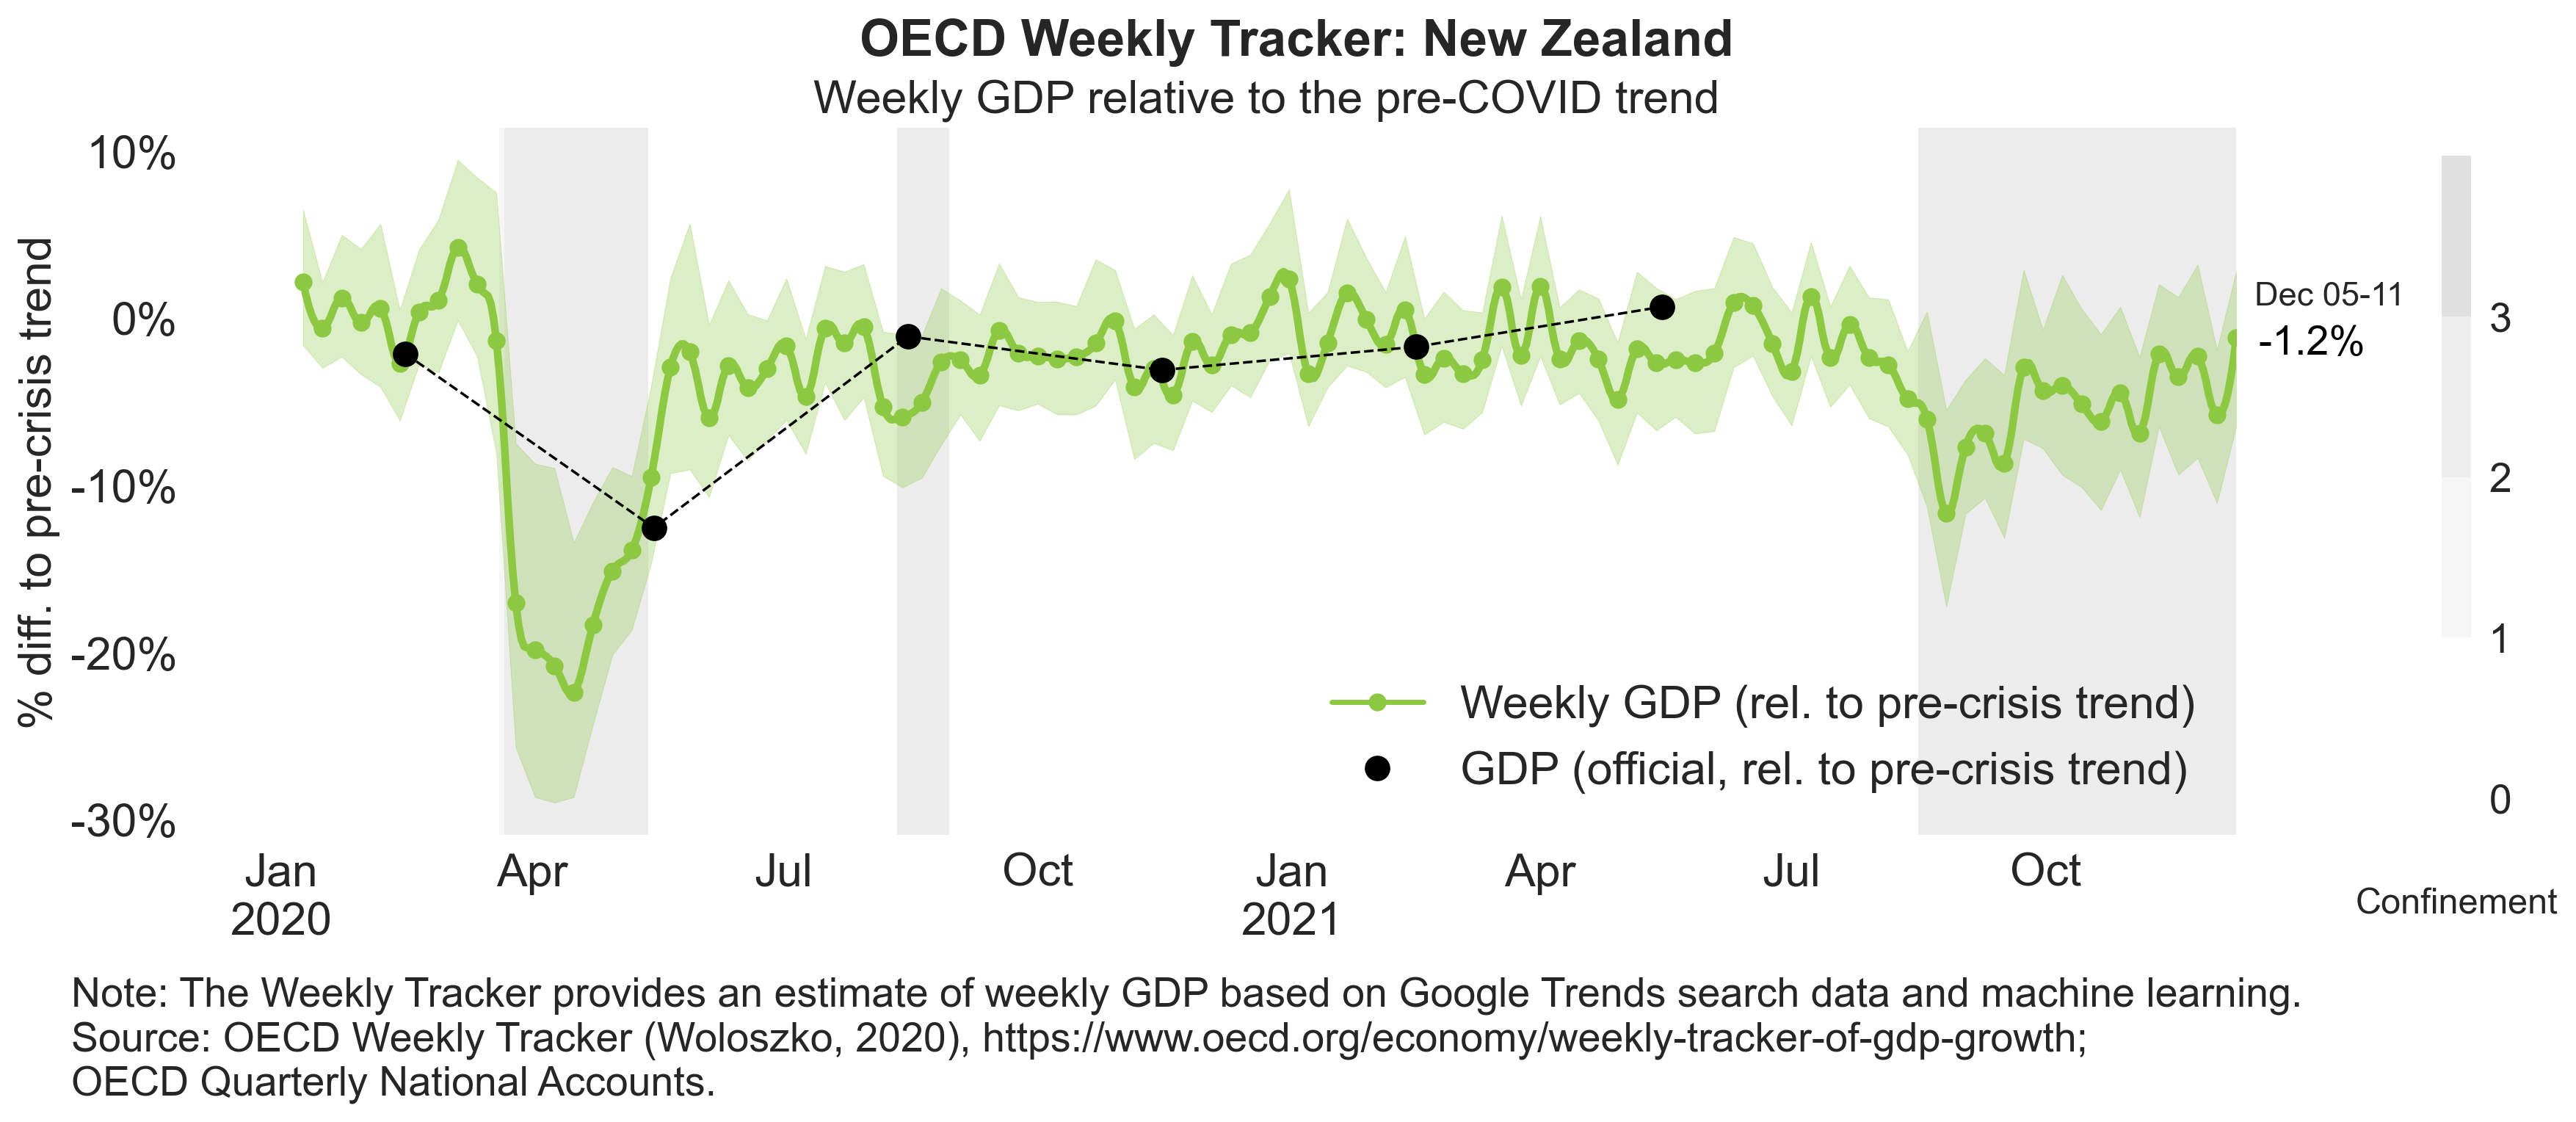 OECD Weekly Tracker: New Zealand
Weekly GDP relative to the pre-COVID trend
% diff. to pre-crisis trend
10%
0%
-10%
-20%
-30%
Dec 05-11
-1.2%
3
2
1
0
Confinement
Weekly GDP (rel. to pre-crisis trend)
GDP (official, rel. to pre-crisis trend)
Jan Apr Jul Oct Jan Apr Jul Oct
2020 2021
Note: The Weekly Tracker provides an estimate of weekly GDP based on Google Trends search data and machine learning.
Source: OECD Weekly Tracker (Woloszko, 2020), https://www.oecd.org/economy/weekly-tracker-of-gdp-growth;
OECD Quarterly National Accounts.